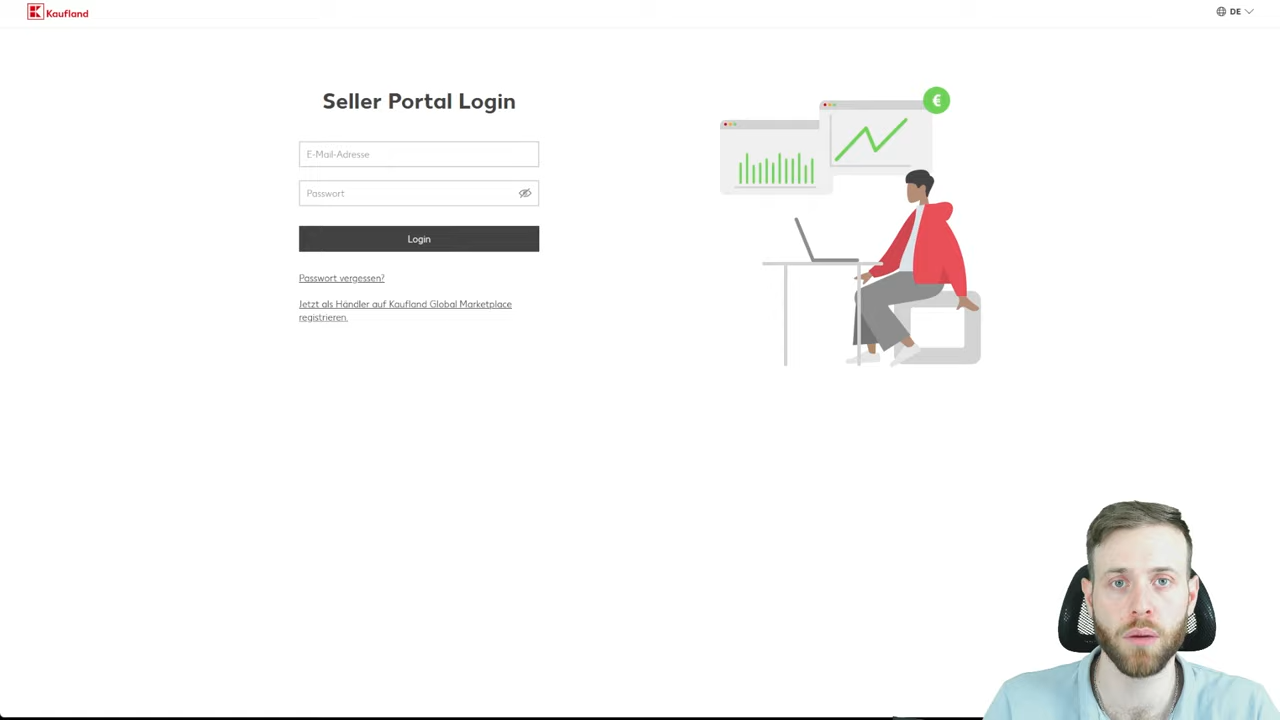 Kaufland
DE
Seller Portal Login
E-Mail-Adresse
Passwort
Login
Passwort vergessen?
Jetzt als Händler auf Kaufland Global Marketplace
registrieren.
€